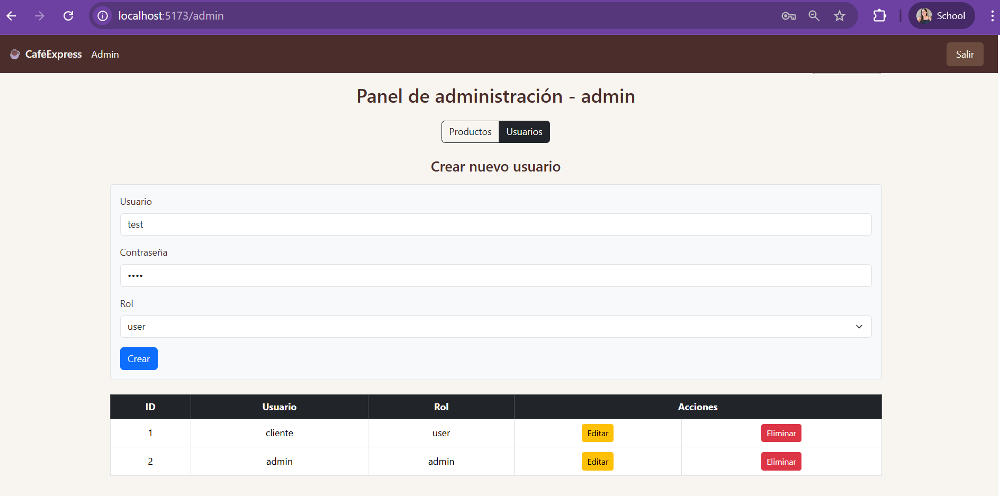 localhost:5173/admin
School
CaféExpress Admin
Salir
Panel de administración - admin
Productos Usuarios
Crear nuevo usuario
Usuario
test
Contraseña
••••
Rol
user
Crear
ID Usuario Rol Acciones
1 cliente user Editar Eliminar
2 admin admin Editar Eliminar